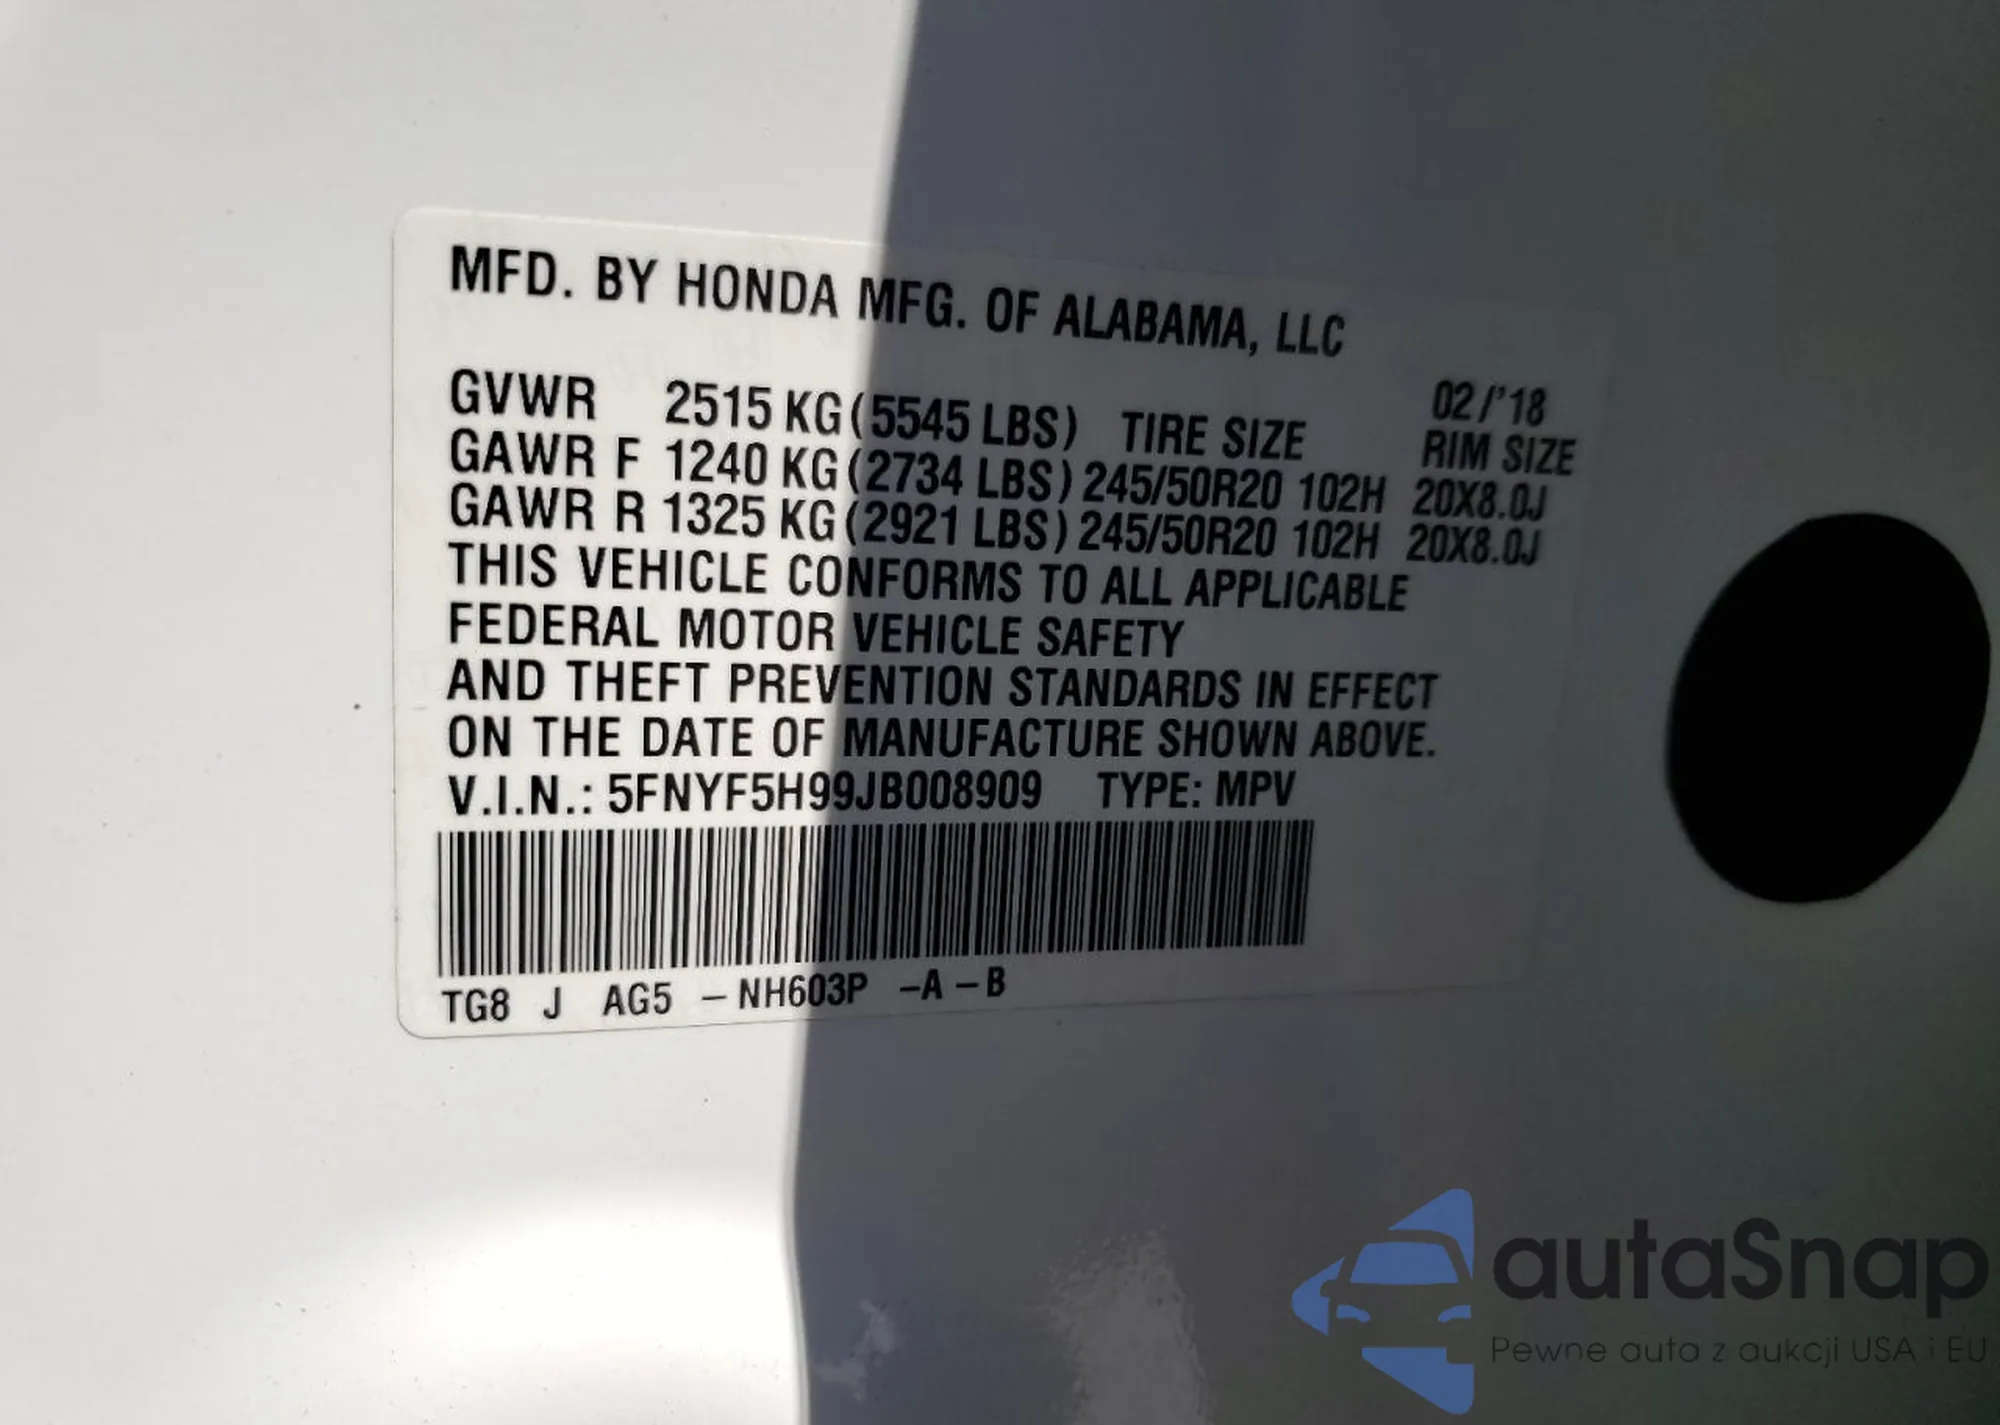 MFD. BY HONDA MFG. OF ALABAMA, LLC
02/'18
GVWR 2515 KG (5545 LBS) TIRE SIZE RIM SIZE
GAWR F 1240 KG (2734 LBS) 245/50R20 102H 20X8.0J
GAWR R 1325 KG (2921 LBS) 245/50R20 102H 20X8.0J
THIS VEHICLE CONFORMS TO ALL APPLICABLE
FEDERAL MOTOR VEHICLE SAFETY
AND THEFT PREVENTION STANDARDS IN EFFECT
ON THE DATE OF MANUFACTURE SHOWN ABOVE.
V.I.N.: 5FNYF5H99JB008909 TYPE: MPV
TG8 J AG5 -NH603P -A-B
autaSnap
Pewne auta z aukcji USA i EU